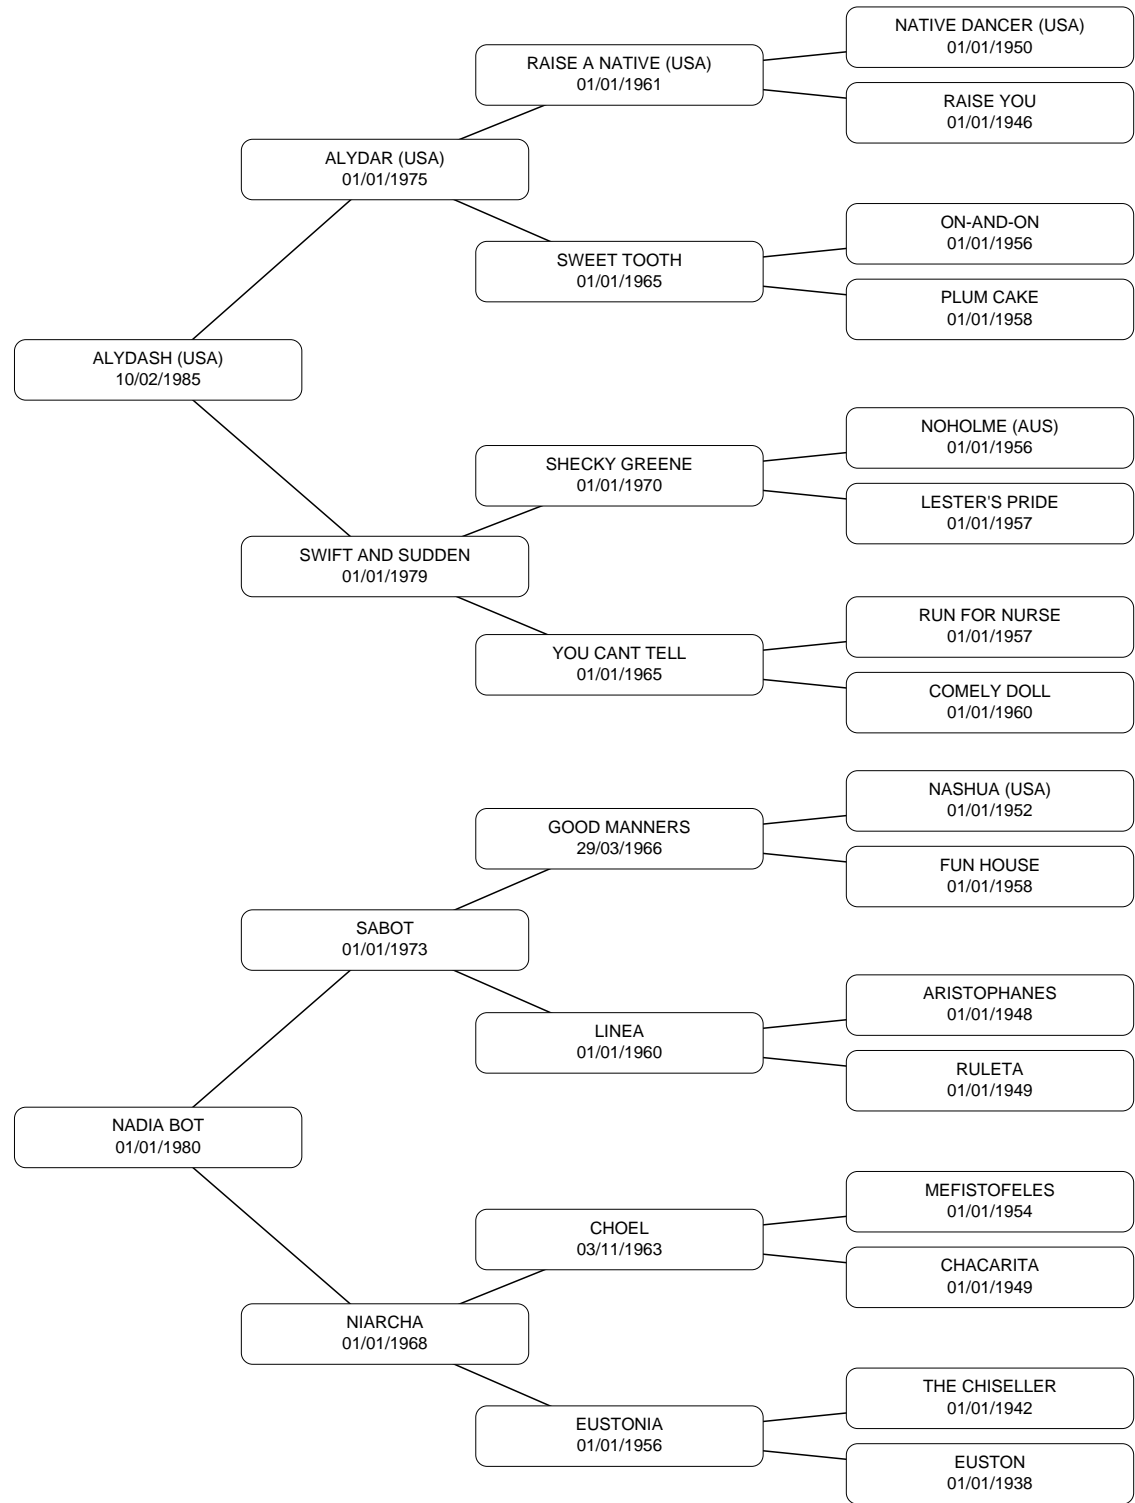 NATIVE DANCER (USA)
01/01/1950
RAISE A NATIVE (USA)
01/01/1961
RAISE YOU
01/01/1946
ALYDAR (USA)
01/01/1975
ON-AND-ON
01/01/1956
SWEET TOOTH
01/01/1965
PLUM CAKE
01/01/1958
ALYDASH (USA)
10/02/1985
NOHOLME (AUS)
01/01/1956
SHECKY GREENE
01/01/1970
LESTER'S PRIDE
01/01/1957
SWIFT AND SUDDEN
01/01/1979
RUN FOR NURSE
01/01/1957
YOU CANT TELL
01/01/1965
COMELY DOLL
01/01/1960
NASHUA (USA)
01/01/1952
GOOD MANNERS
29/03/1966
FUN HOUSE
01/01/1958
SABOT
01/01/1973
ARISTOPHANES
01/01/1948
LINEA
01/01/1960
RULETA
01/01/1949
NADIA BOT
01/01/1980
MEFISTOFELES
01/01/1954
CHOEL
03/11/1963
CHACARITA
01/01/1949
NIARCHA
01/01/1968
THE CHISELLER
01/01/1942
EUSTONIA
01/01/1956
EUSTON
01/01/1938